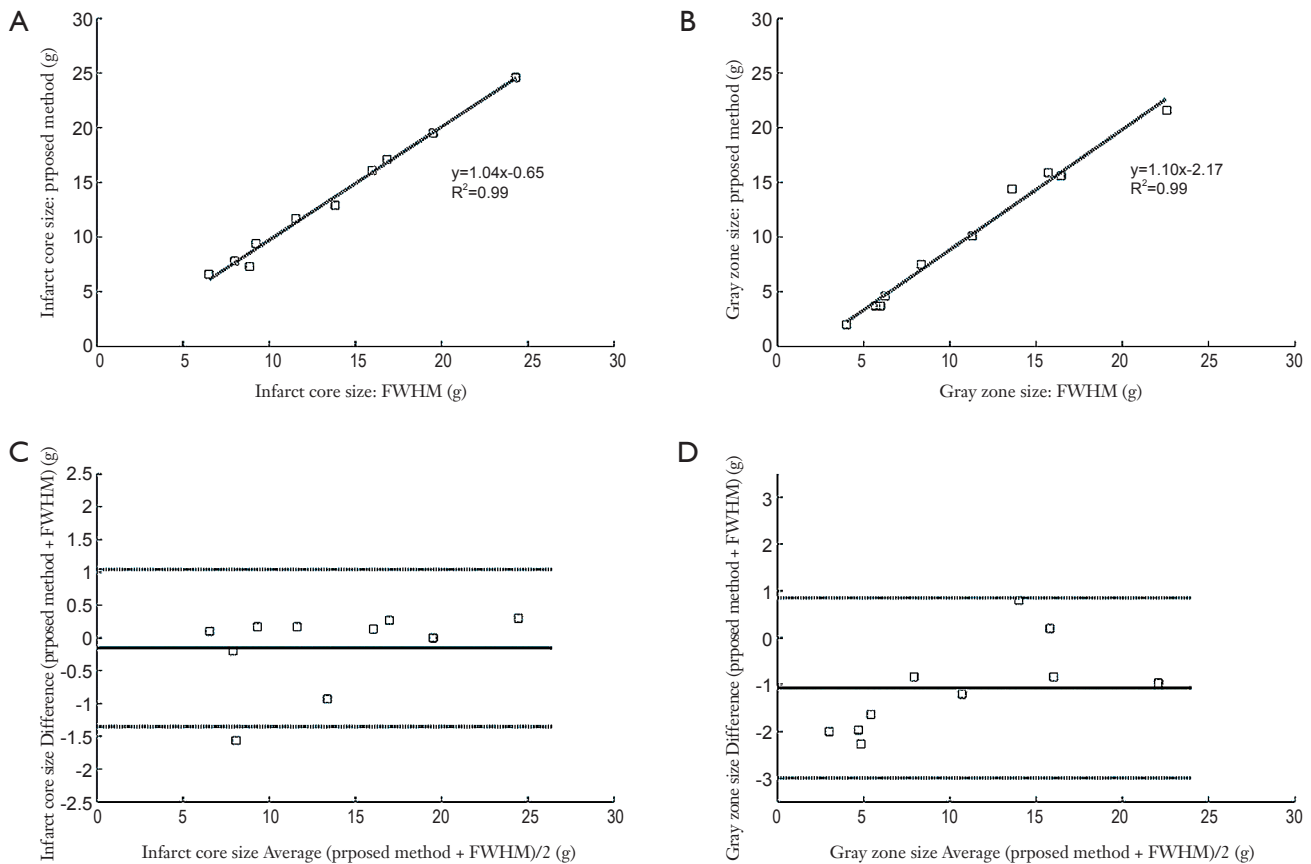 A
Infarct core size: prposed method (g)
30
25
20
15
10
5
0
y=1.04x-0.65
R²=0.99
0 5 10 15 20 25 30
Infarct core size: FWHM (g)
B
Gray zone size: prposed method (g)
30
25
20
15
10
5
0
y=1.10x-2.17
R²=0.99
0 5 10 15 20 25 30
Gray zone size: FWHM (g)
C
Infarct core size Difference (prposed method + FWHM) (g)
2.5
2
1.5
1
0.5
0
-0.5
-1
-1.5
-2
-2.5
0 5 10 15 20 25 30
Infarct core size Average (prposed method + FWHM)/2 (g)
D
Gray zone size Difference (prposed method + FWHM) (g)
3
2
1
0
-1
-2
-3
0 5 10 15 20 25 30
Gray zone size Average (prposed method + FWHM)/2 (g)